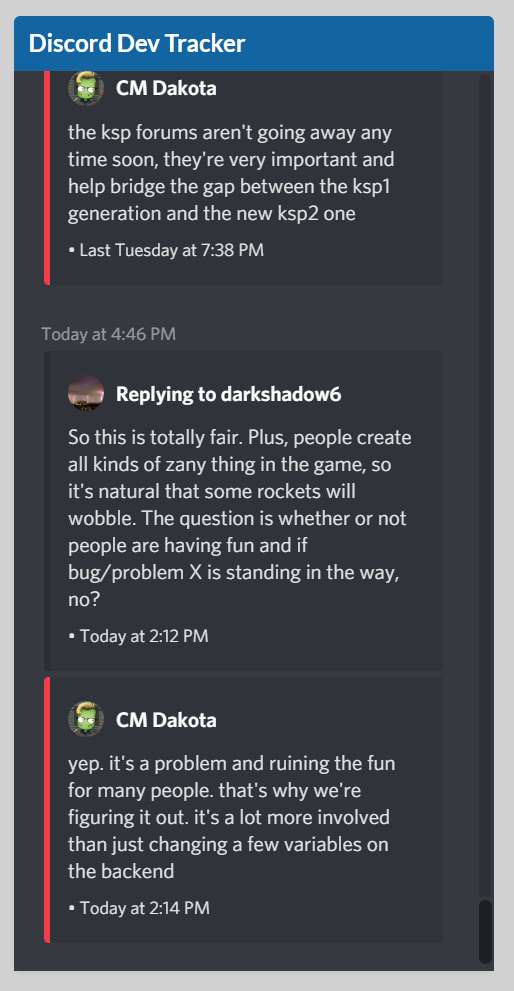 Discord Dev Tracker
CM Dakota
the ksp forums aren't going away any
time soon, they're very important and
help bridge the gap between the ksp1
generation and the new ksp2 one
• Last Tuesday at 7:38 PM
Today at 4:46 PM
Replying to darkshadow6
So this is totally fair. Plus, people create
all kinds of zany thing in the game, so
it's natural that some rockets will
wobble. The question is whether or not
people are having fun and if
bug/problem X is standing in the way,
no?
• Today at 2:12 PM
CM Dakota
yep. it's a problem and ruining the fun
for many people. that's why we're
figuring it out. it's a lot more involved
than just changing a few variables on
the backend
• Today at 2:14 PM